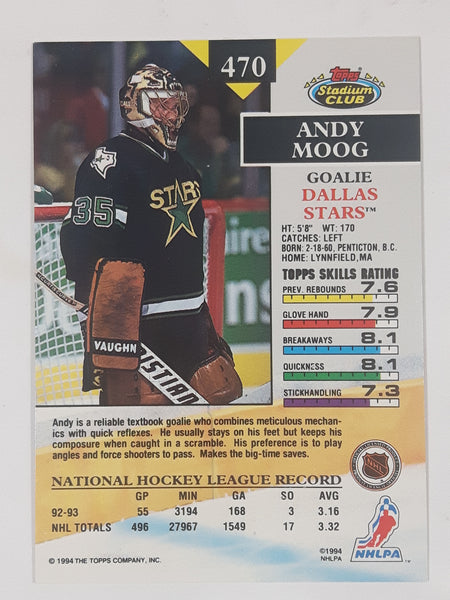 470
Topps
Stadium
CLUB
ANDY
MOOG
GOALIE
DALLAS
STARS™
HT: 5'8" WT: 170
CATCHES: LEFT
BORN: 2-18-60, PENTICTON, B.C.
HOME: LYNNFIELD, MA
TOPPS SKILLS RATING
PREV. REBOUNDS 7.6
GLOVE HAND 7.9
BREAKAWAYS 8.1
QUICKNESS 8.1
STICKHANDLING 7.3
35
STARS
VAUGHN
Andy is a reliable textbook goalie who combines meticulous mechan-
ics with quick reflexes. He usually stays on his feet but keeps his
composure when caught in a scramble. His preference is to play
angles and force shooters to pass. Makes the big-time saves.
NATIONAL HOCKEY LEAGUE RECORD
GP MIN GA SO AVG
92-93 55 3194 168 3 3.16
NHL TOTALS 496 27967 1549 17 3.32
NHL
©1994
NHLPA
NHLPA™
© 1994 THE TOPPS COMPANY, INC.